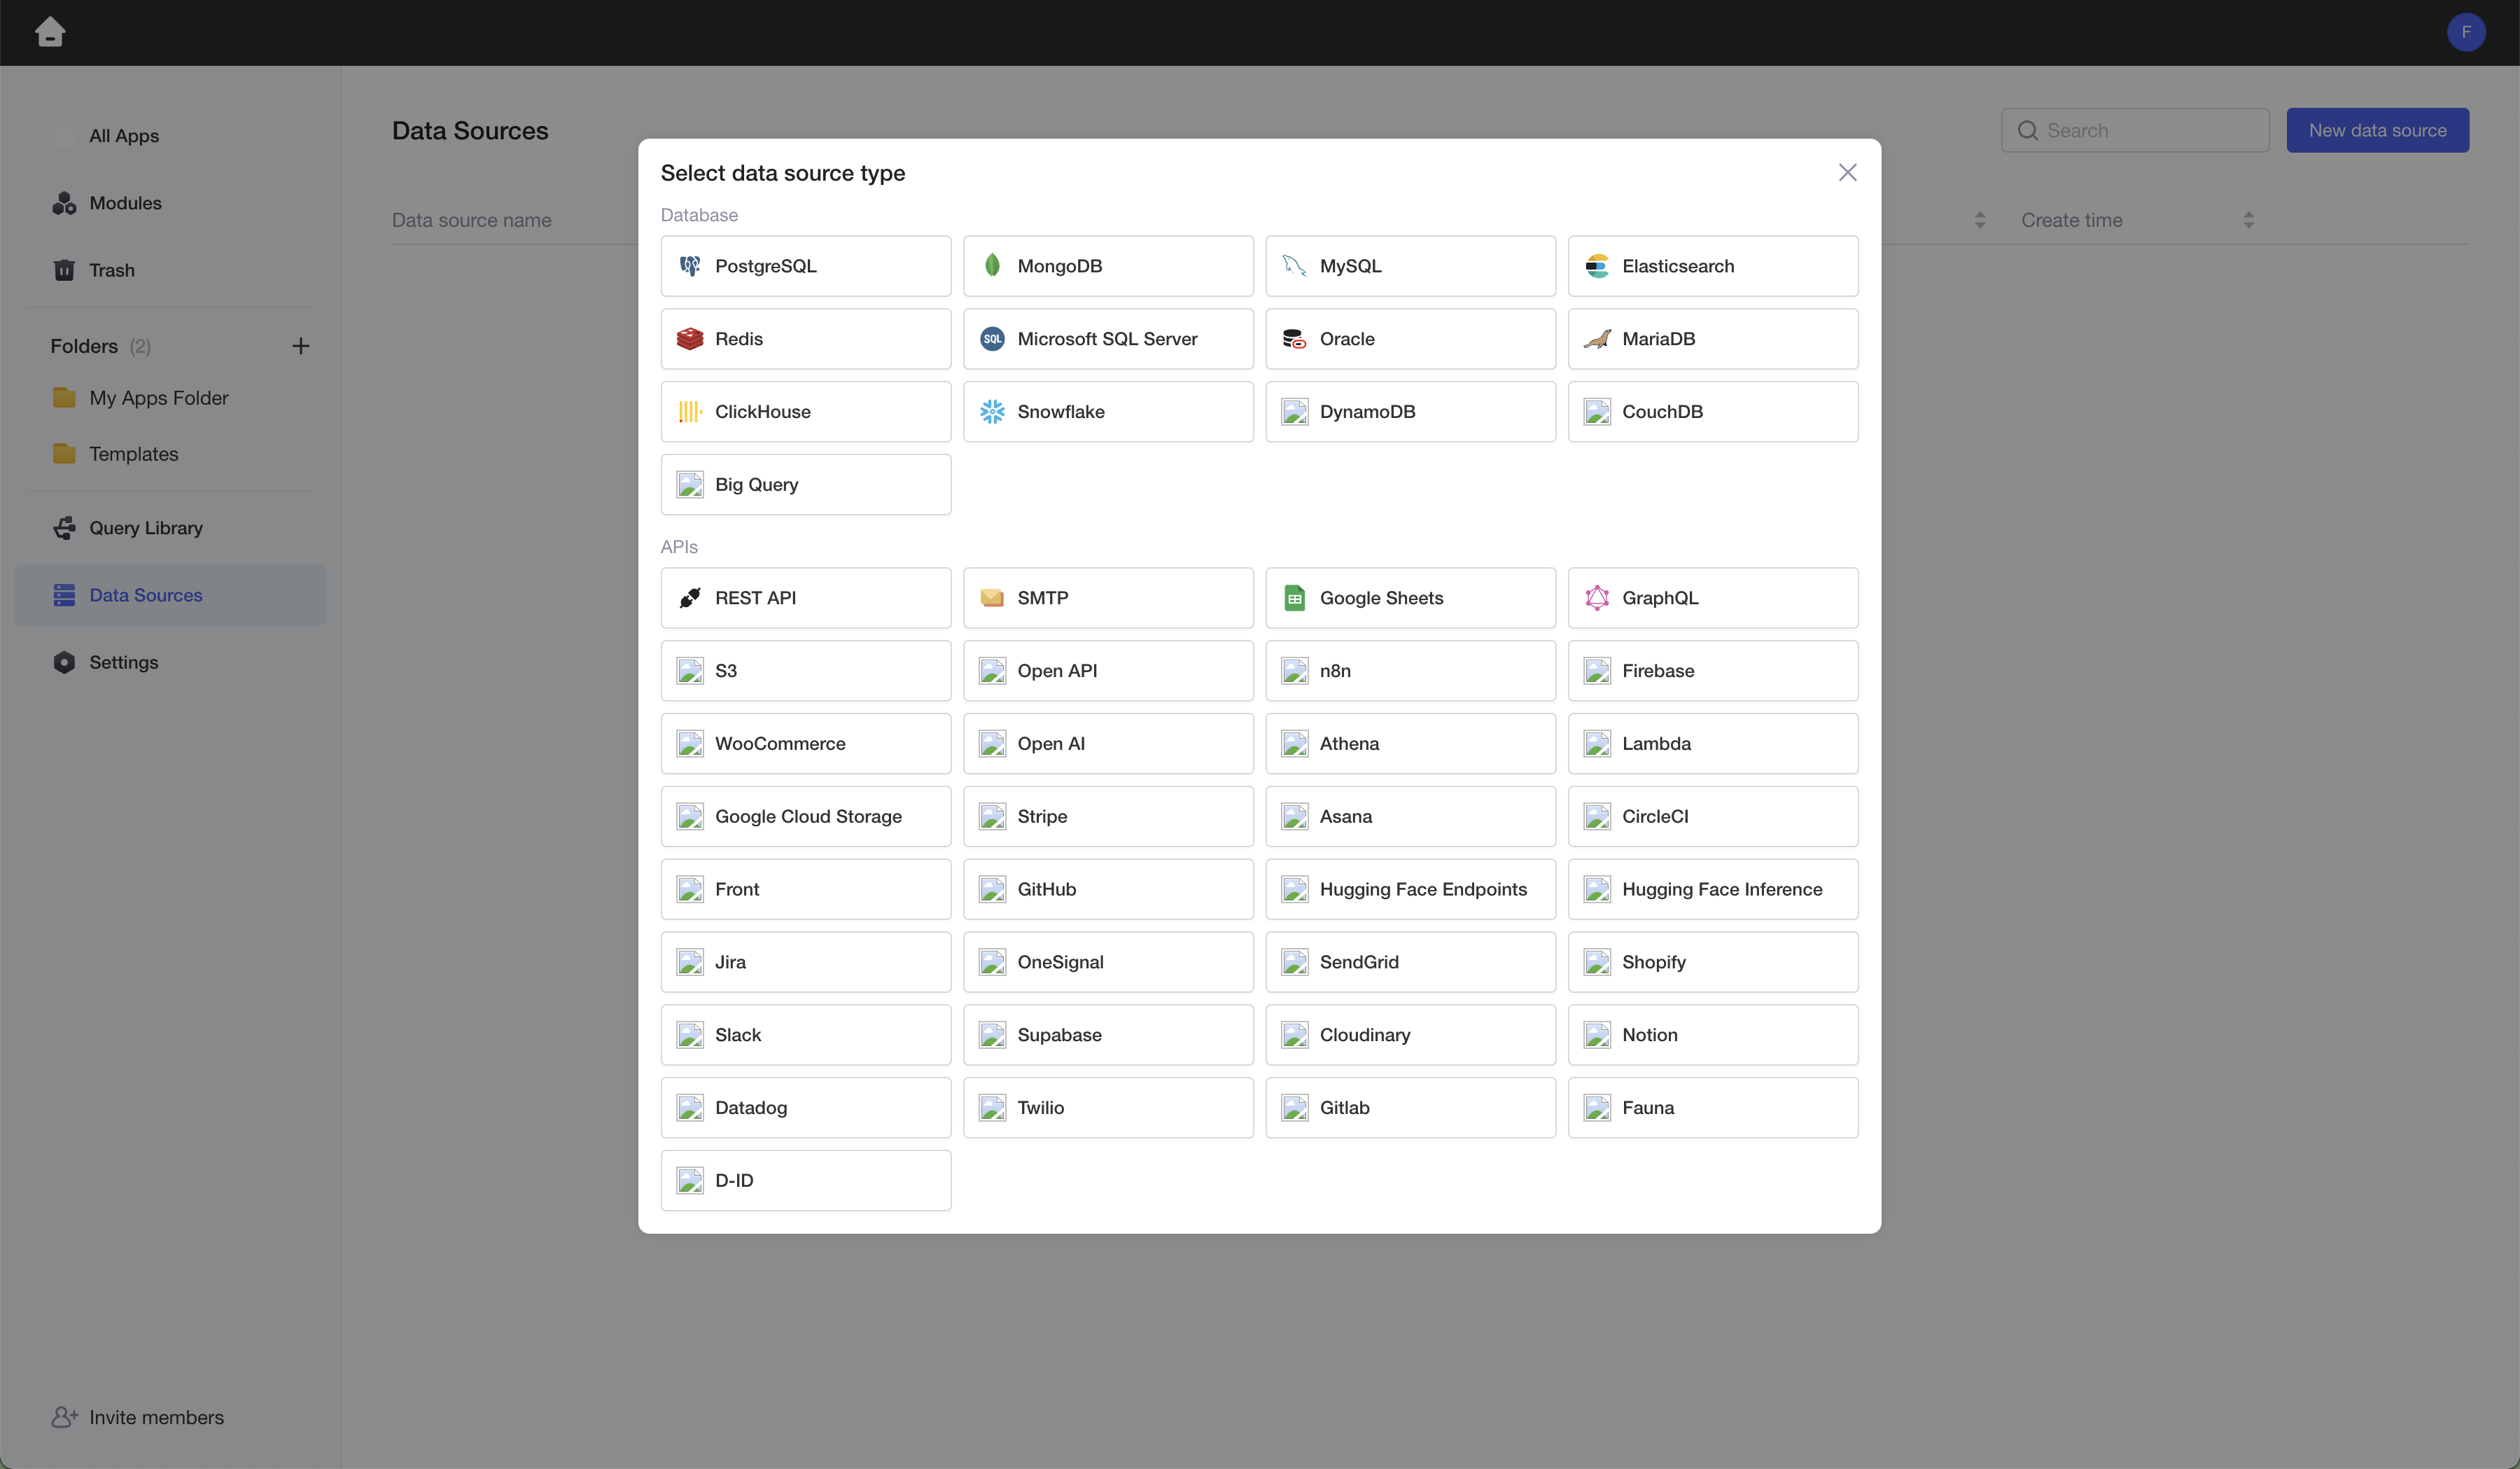 F
All Apps
Modules
Trash
Folders (2)
My Apps Folder
Templates
Query Library
Data Sources
Settings
Invite members
Data Sources
Search
New data source
Data source name
Create time
Select data source type
Database
PostgreSQL
MongoDB
MySQL
Elasticsearch
Redis
SQL
Microsoft SQL Server
Oracle
MariaDB
ClickHouse
Snowflake
DynamoDB
CouchDB
Big Query
APIs
REST API
SMTP
Google Sheets
GraphQL
S3
Open API
n8n
Firebase
WooCommerce
Open AI
Athena
Lambda
Google Cloud Storage
Stripe
Asana
CircleCI
Front
GitHub
Hugging Face Endpoints
Hugging Face Inference
Jira
OneSignal
SendGrid
Shopify
Slack
Supabase
Cloudinary
Notion
Datadog
Twilio
Gitlab
Fauna
D-ID